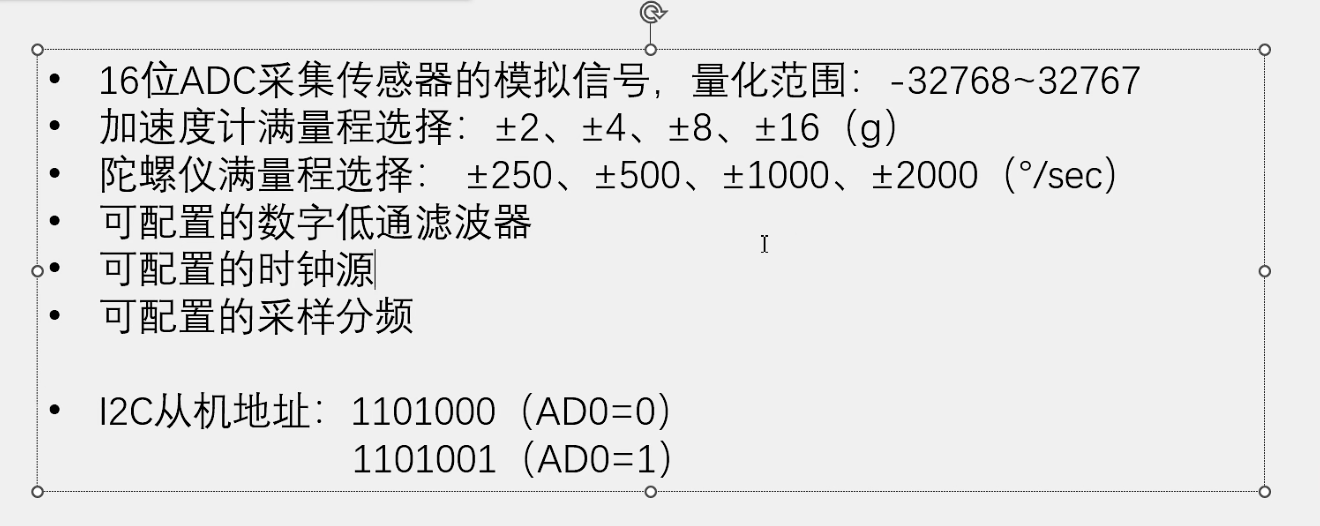 • 16位ADC采集传感器的模拟信号，量化范围：-32768~32767
• 加速度计满量程选择：±2、±4、±8、±16（g）
• 陀螺仪满量程选择： ±250、±500、±1000、±2000（°/sec）
• 可配置的数字低通滤波器
• 可配置的时钟源
• 可配置的采样分频
• I2C从机地址：1101000（AD0=0）
1101001（AD0=1）